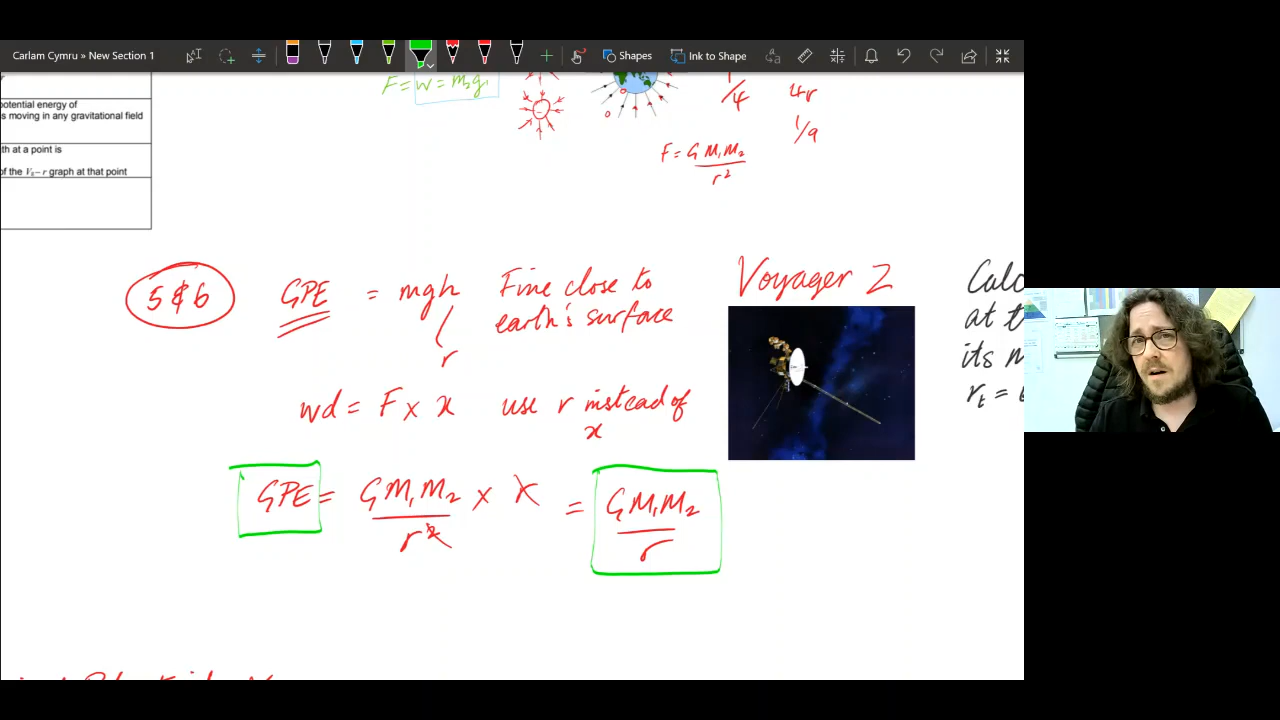 Carlam Cymru » New Section 1
Shapes
Ink to Shape
potential energy of
s moving in any gravitational field
th at a point is
of the Vg – r graph at that point
F = W = m₂g
1/4
4r
1/9
F = GM₁M₂
r²
5 & 6
GPE = mgh
r
Fine close to
earth's surface
Voyager 2
Calc
at t
its m
wd = F × x
use r instead of
x
GPE = GM₁M₂ × r = GM₁M₂
r²
r